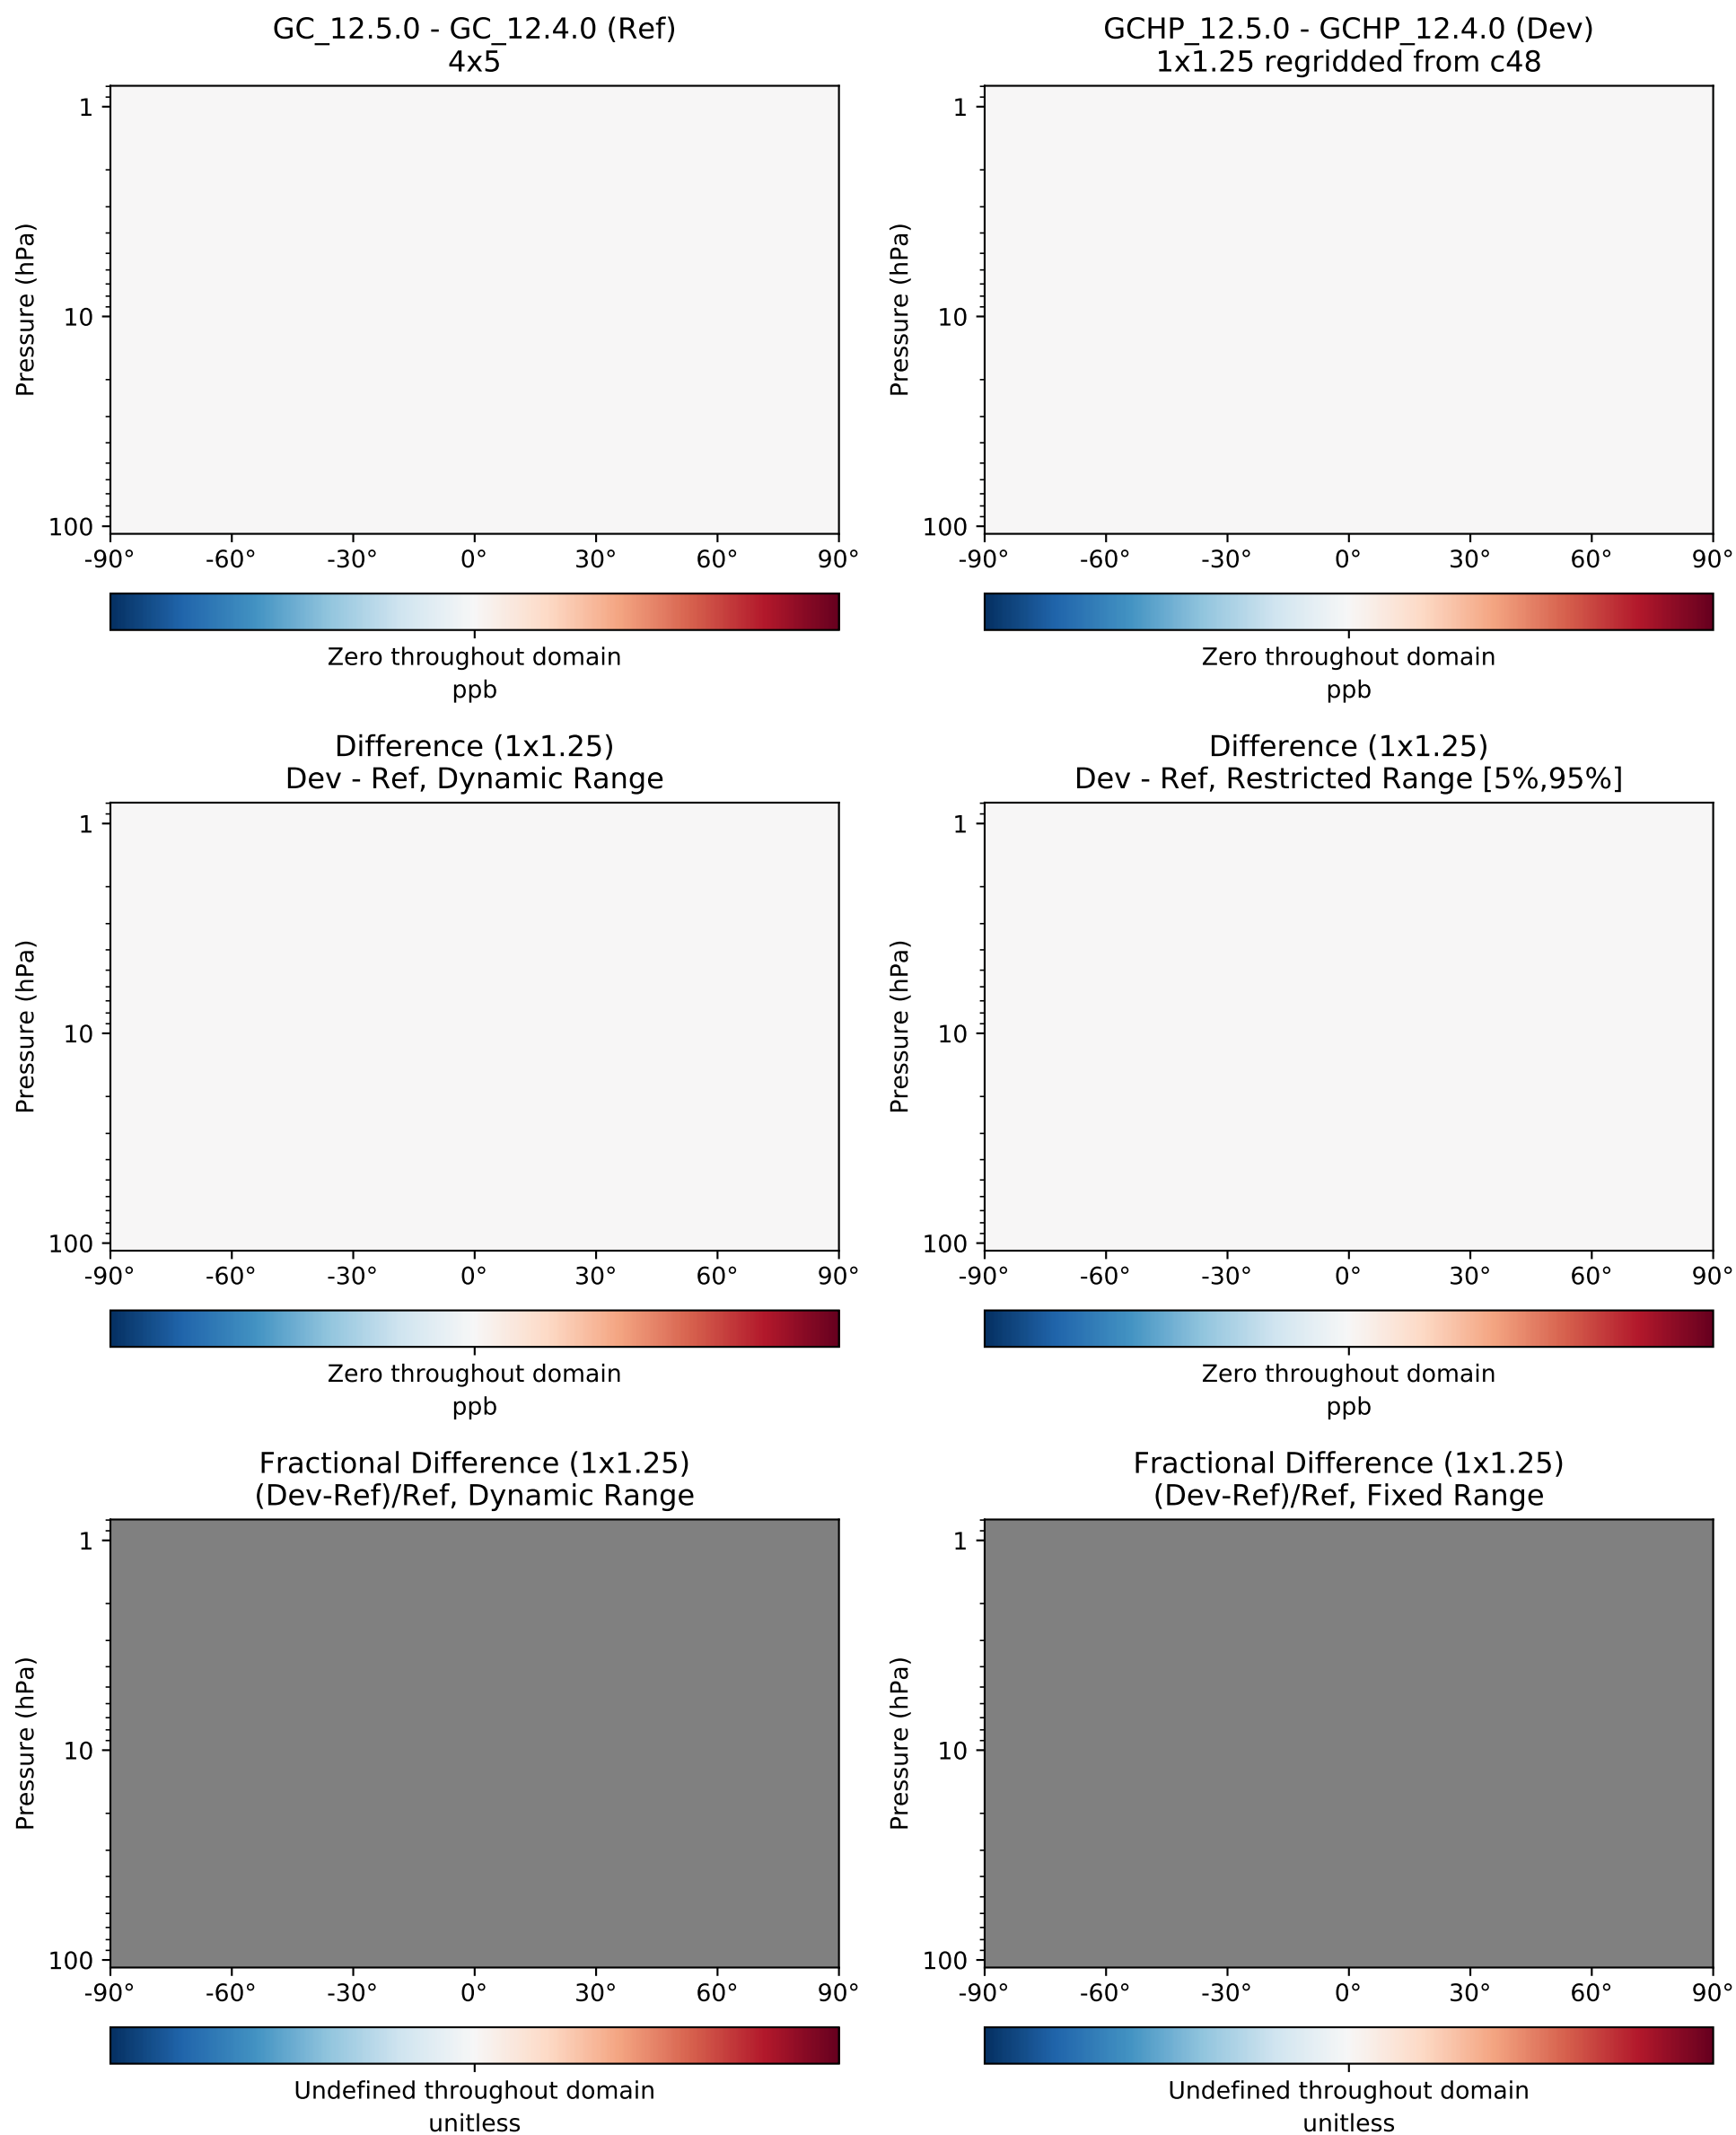 GC_12.5.0 - GC_12.4.0 (Ref)
4x5
Pressure (hPa)
1
10
100
-90° -60° -30° 0° 30° 60° 90°
Zero throughout domain
ppb
GCHP_12.5.0 - GCHP_12.4.0 (Dev)
1x1.25 regridded from c48
Pressure (hPa)
1
10
100
-90° -60° -30° 0° 30° 60° 90°
Zero throughout domain
ppb
Difference (1x1.25)
Dev - Ref, Dynamic Range
Pressure (hPa)
1
10
100
-90° -60° -30° 0° 30° 60° 90°
Zero throughout domain
ppb
Difference (1x1.25)
Dev - Ref, Restricted Range [5%,95%]
Pressure (hPa)
1
10
100
-90° -60° -30° 0° 30° 60° 90°
Zero throughout domain
ppb
Fractional Difference (1x1.25)
(Dev-Ref)/Ref, Dynamic Range
Pressure (hPa)
1
10
100
-90° -60° -30° 0° 30° 60° 90°
Undefined throughout domain
unitless
Fractional Difference (1x1.25)
(Dev-Ref)/Ref, Fixed Range
Pressure (hPa)
1
10
100
-90° -60° -30° 0° 30° 60° 90°
Undefined throughout domain
unitless